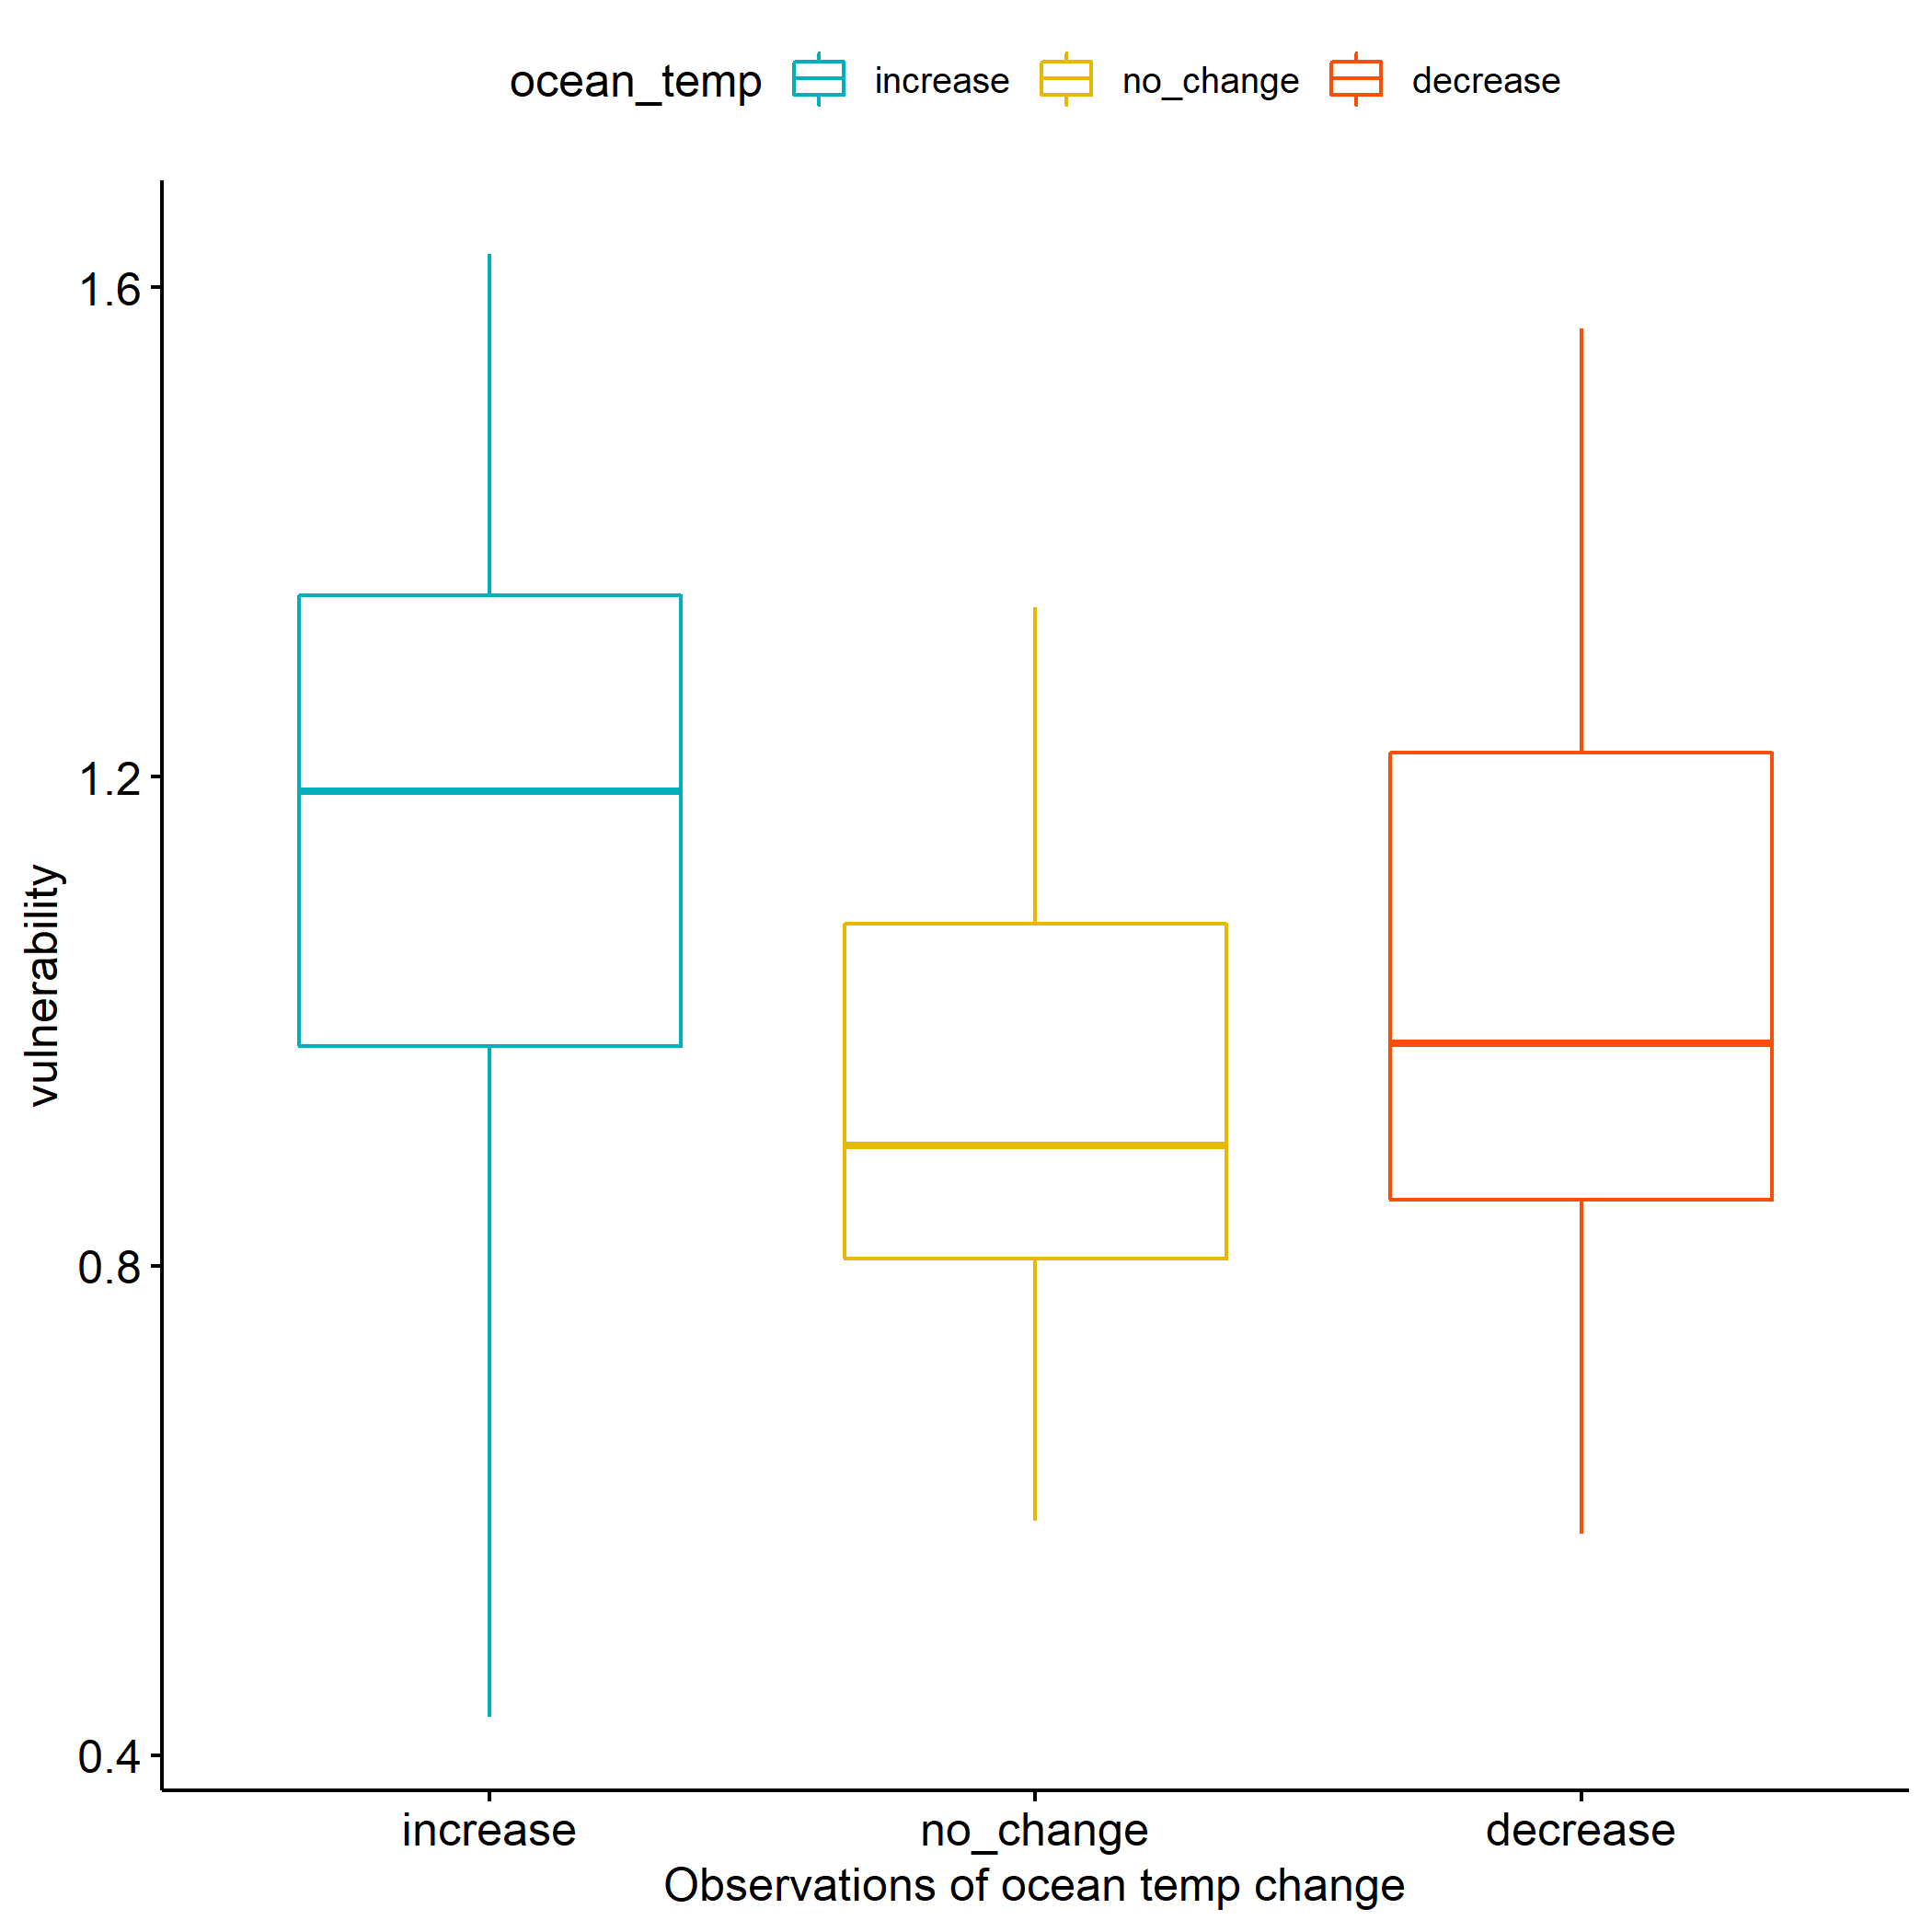 ocean_temp increase no_change decrease
1.6
1.2
0.8
0.4
vulnerability
increase no_change decrease
Observations of ocean temp change